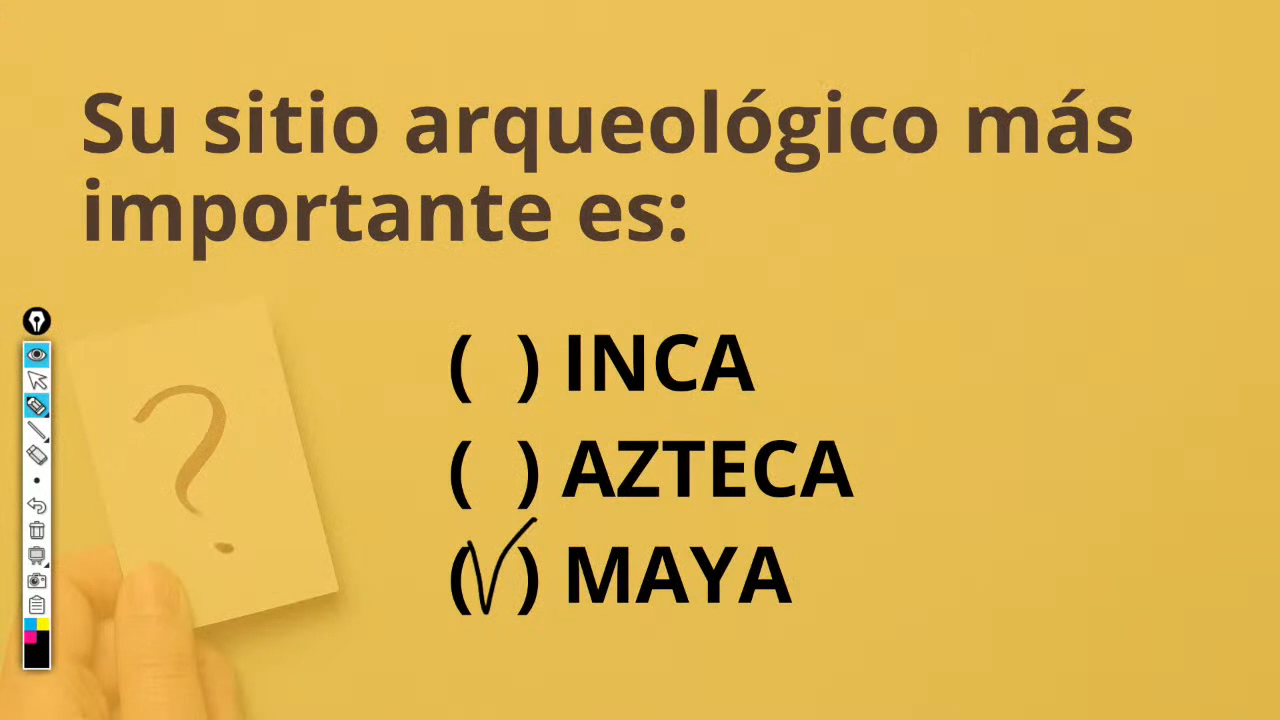 Su sitio arqueológico más
importante es:
?
( ) INCA
( ) AZTECA
(✓) MAYA